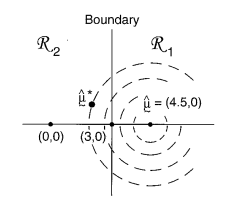 Boundary
ℛ₂ ℛ₁
μ̂* μ̂ = (4.5,0)
(0,0) (3,0)